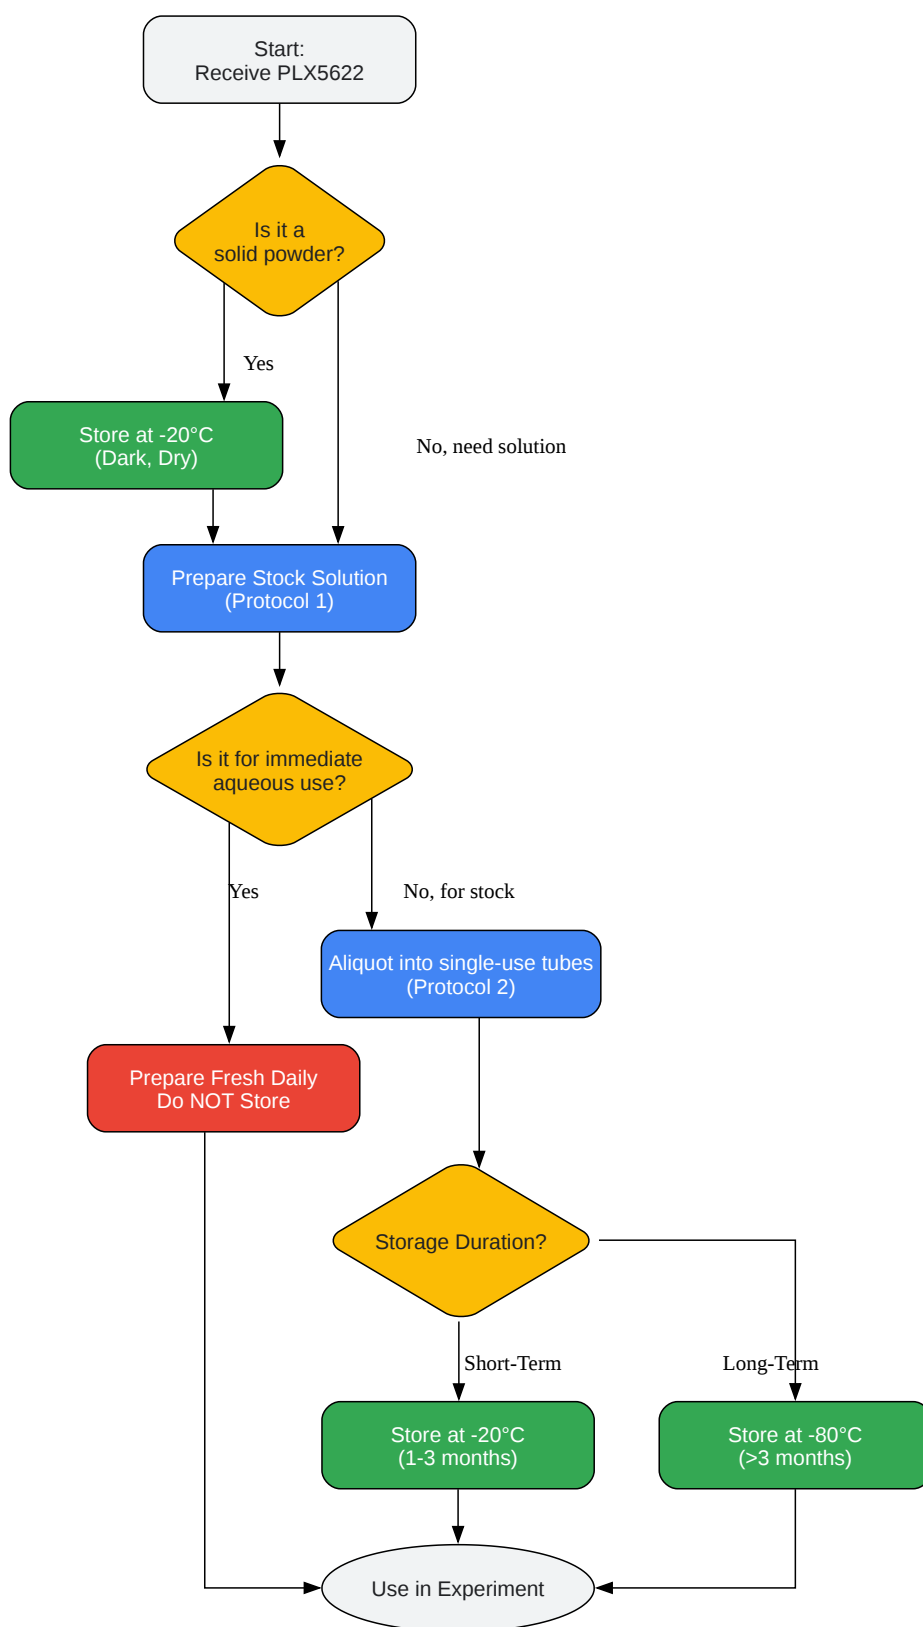 Start:
Receive PLX5622
Is it a
solid powder?
Yes
Store at -20°C
(Dark, Dry)
No, need solution
Prepare Stock Solution
(Protocol 1)
Is it for immediate
aqueous use?
Yes
No, for stock
Aliquot into single-use tubes
(Protocol 2)
Prepare Fresh Daily
Do NOT Store
Storage Duration?
Short-Term
Long-Term
Store at -20°C
(1-3 months)
Store at -80°C
(>3 months)
Use in Experiment